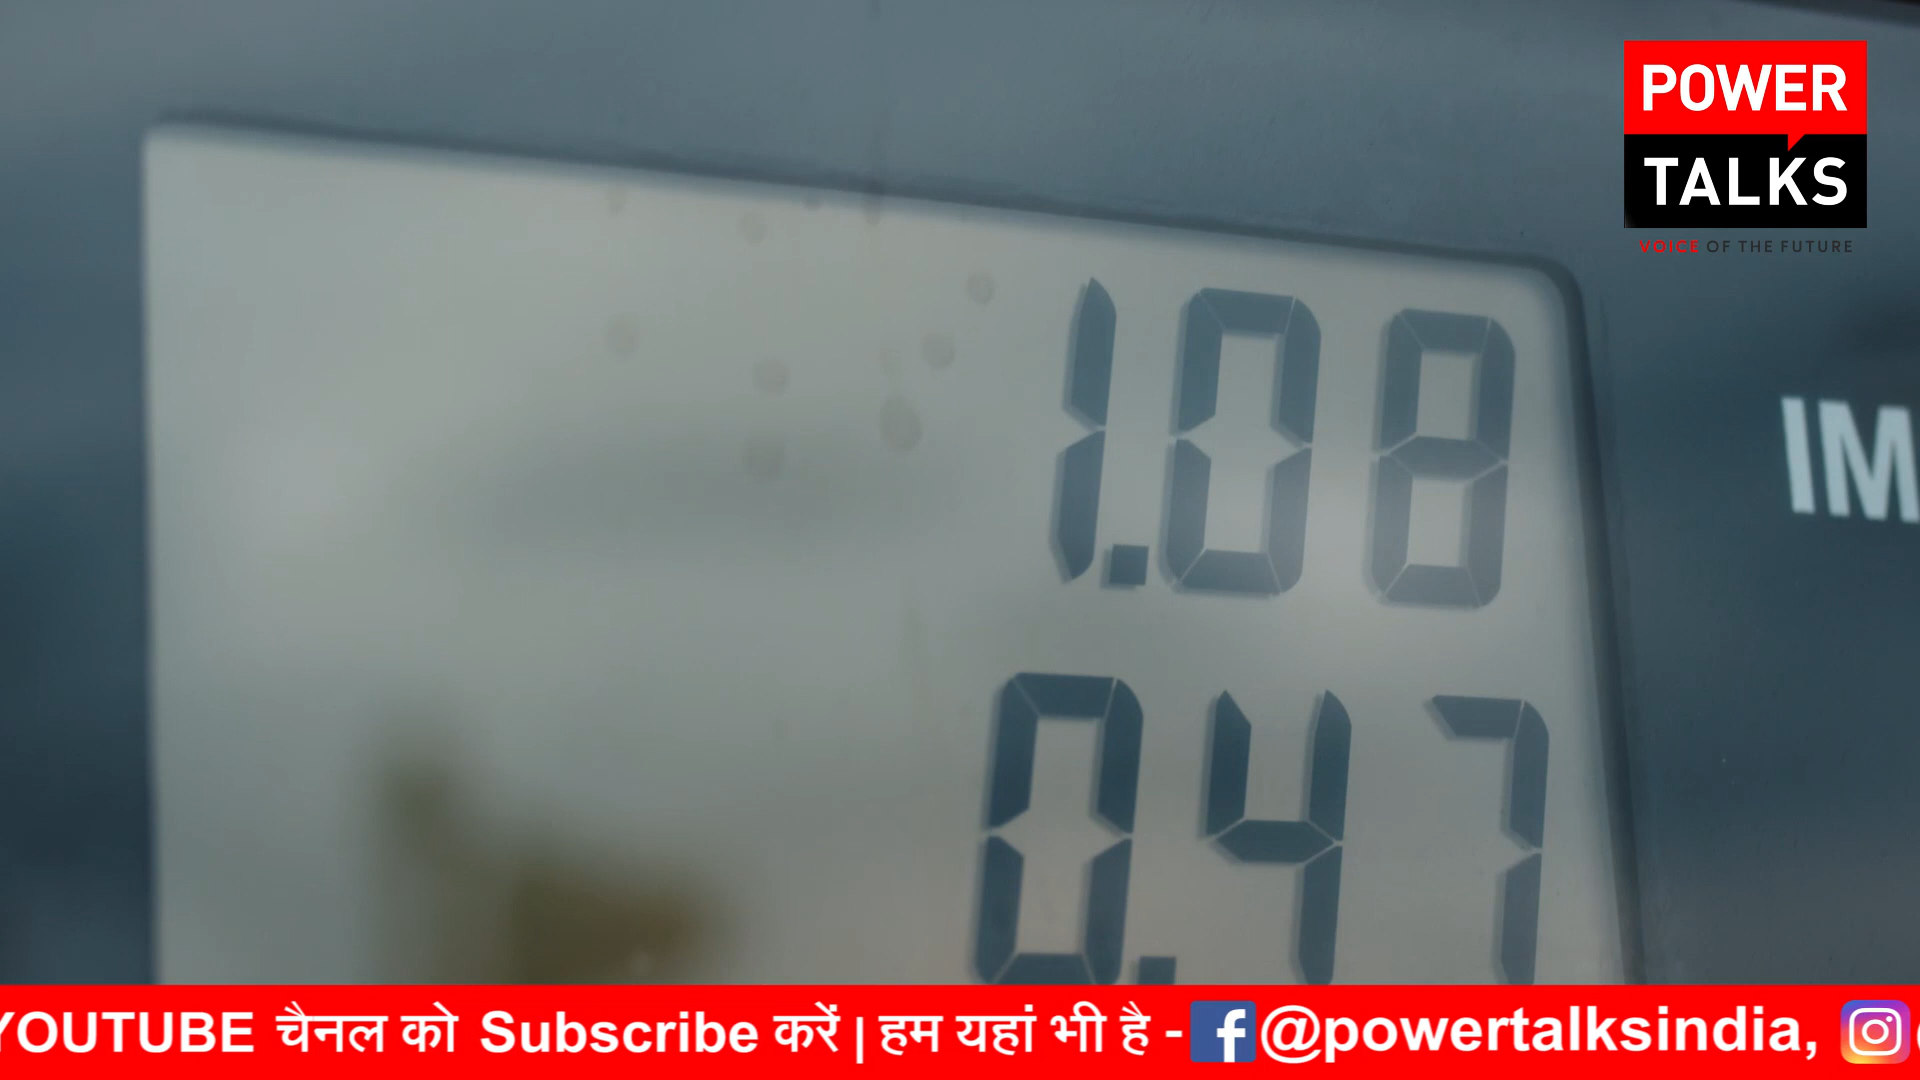 POWER
TALKS
VOICE OF THE FUTURE
1.08
IM
0.47
YOUTUBE चैनल को Subscribe करें | हम यहां भी है - @powertalksindia,